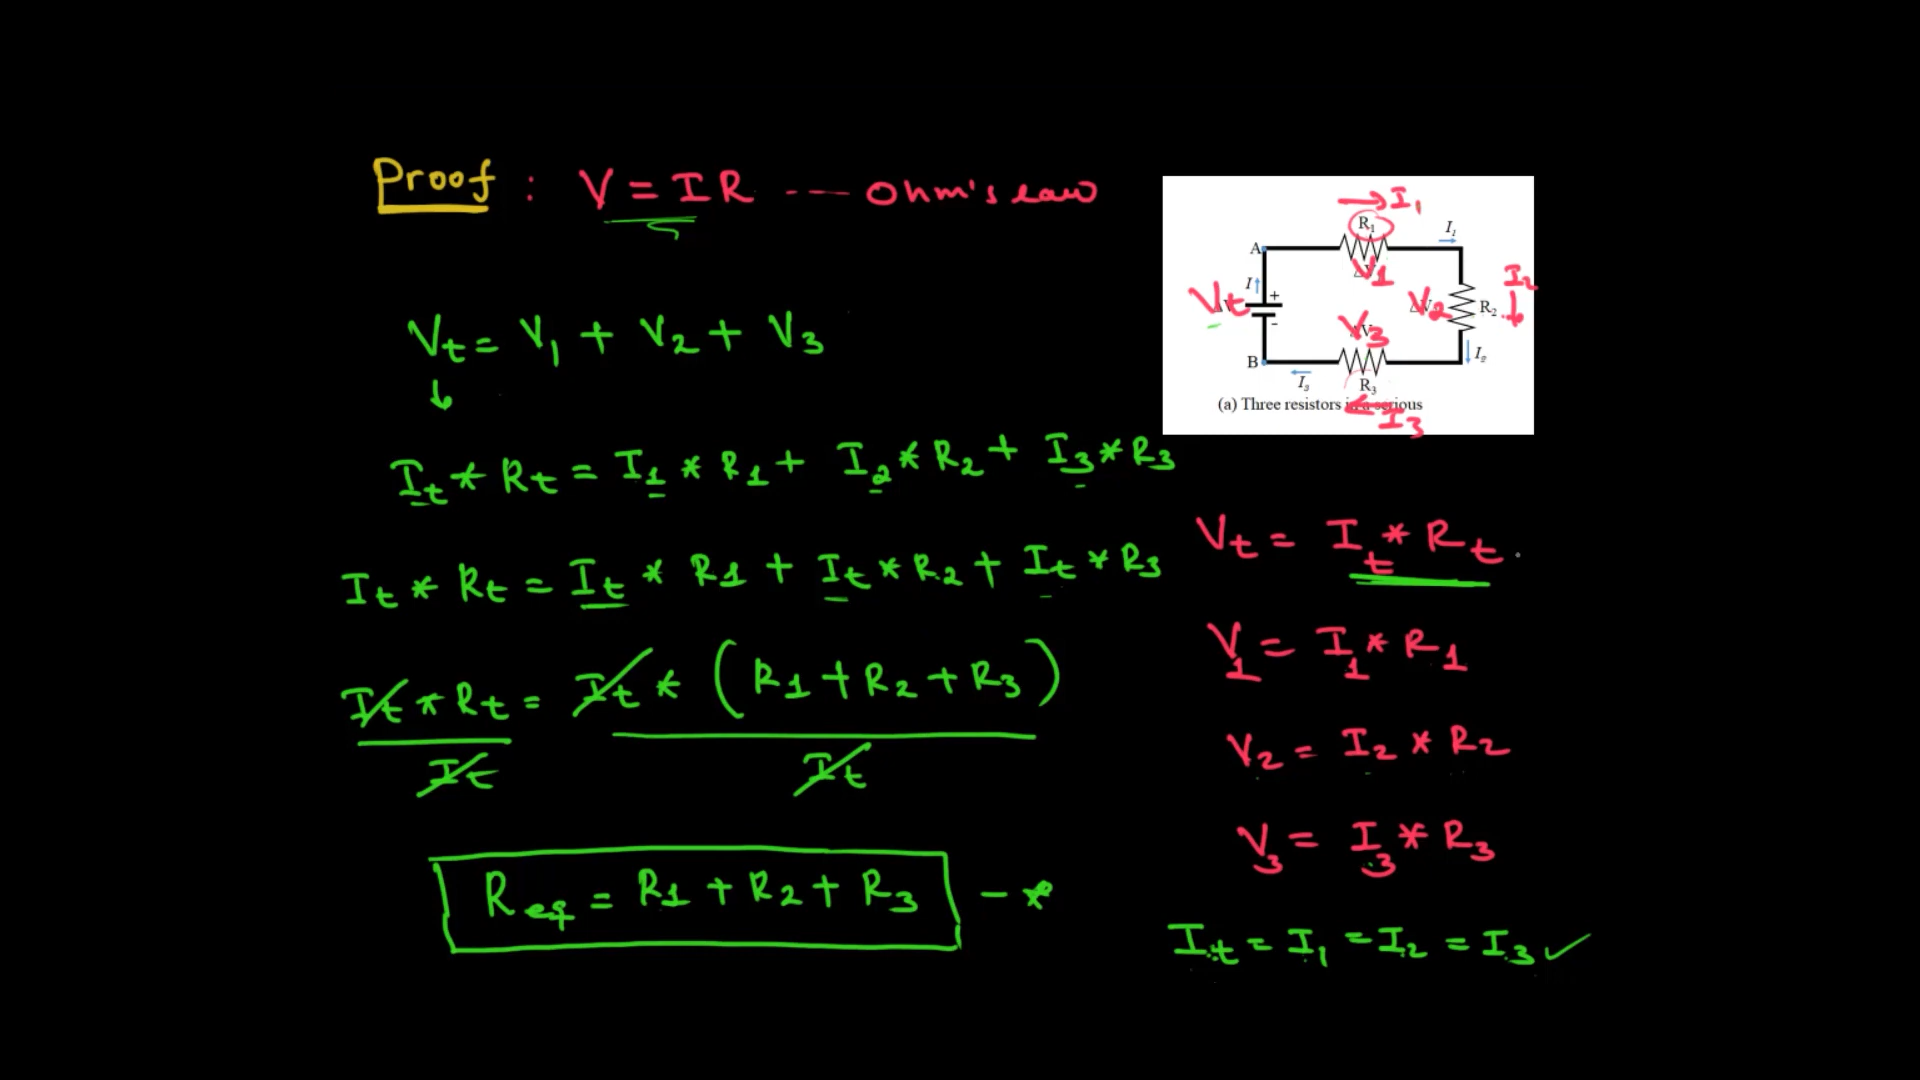 Proof : V = IR --- Ohm's law
Vt = V1 + V2 + V3
It * Rt = I1 * R1 + I2 * R2 + I3 * R3
It * Rt = It * R1 + It * R2 + It * R3
It * Rt = It * (R1 + R2 + R3)
It It
Req = R1 + R2 + R3 - *
→ I1
R1 I1
A
V1
I + Vt V2 R2 I2
-
V3
B I2
I3 R3
(a) Three resistors in a serious
I3
Vt = It * Rt
V1 = I1 * R1
V2 = I2 * R2
V3 = I3 * R3
It = I1 = I2 = I3 ✓